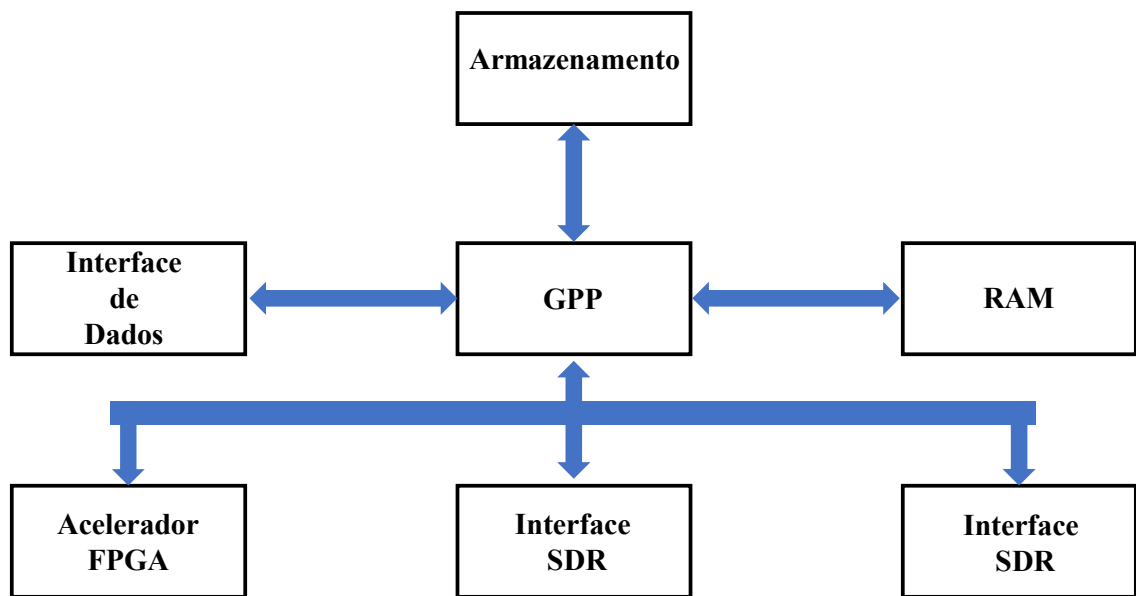 Armazenamento
Interface
de
Dados
GPP
RAM
Acelerador
FPGA
Interface
SDR
Interface
SDR